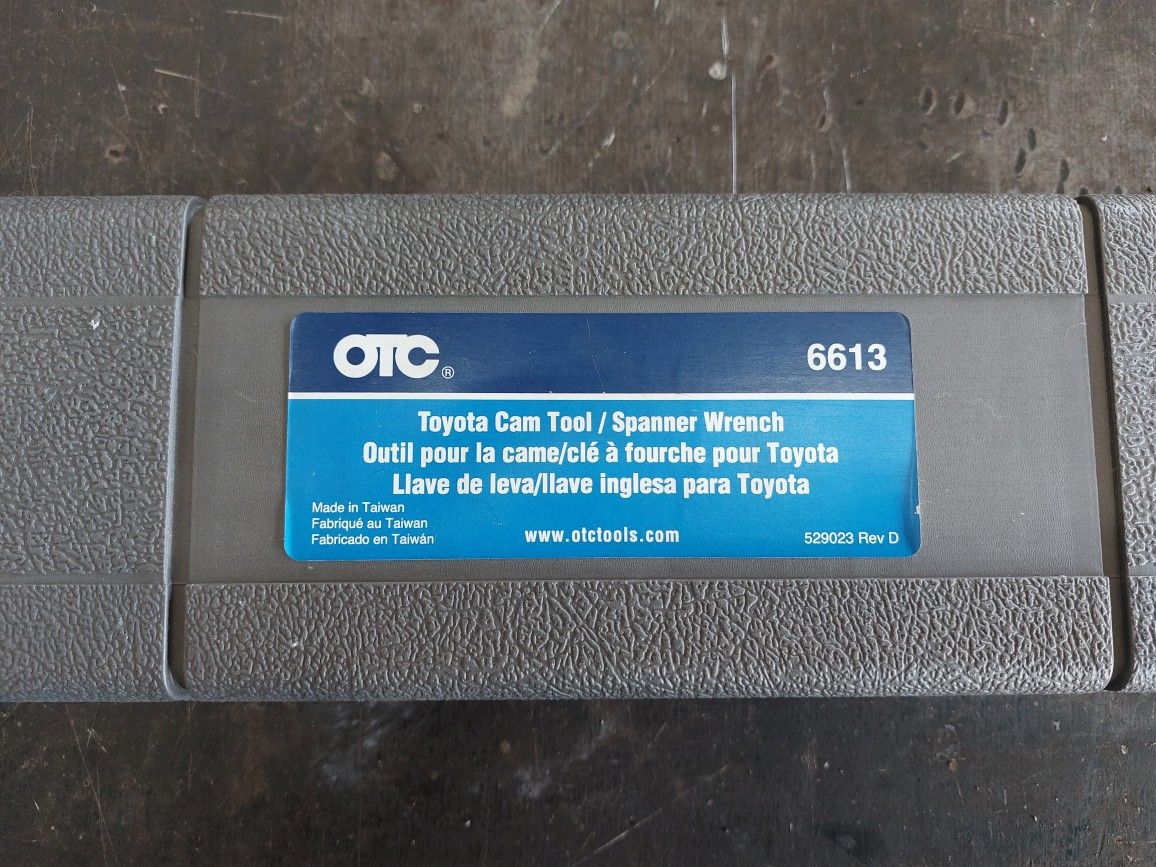 OTC®
6613
Toyota Cam Tool / Spanner Wrench
Outil pour la came/clé à fourche pour Toyota
Llave de leva/llave inglesa para Toyota
Made in Taiwan
Fabriqué au Taiwan
Fabricado en Taiwán
www.otctools.com
529023 Rev D